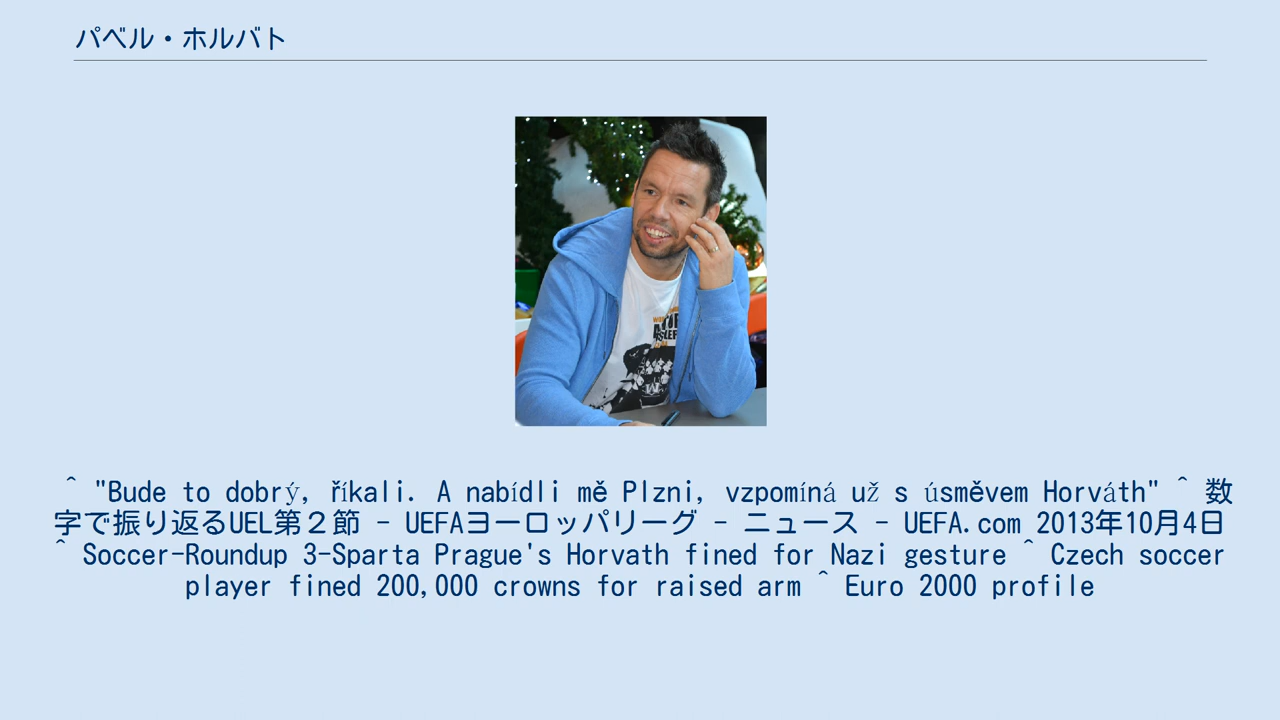 パベル・ホルバト
^ "Bude to dobrý, říkali. A nabídli mě Plzni, vzpomíná už s úsměvem Horváth" ^ 数
字で振り返るUEL第２節 - UEFAヨーロッパリーグ - ニュース - UEFA.com 2013年10月4日
^ Soccer-Roundup 3-Sparta Prague's Horvath fined for Nazi gesture ^ Czech soccer
player fined 200,000 crowns for raised arm ^ Euro 2000 profile